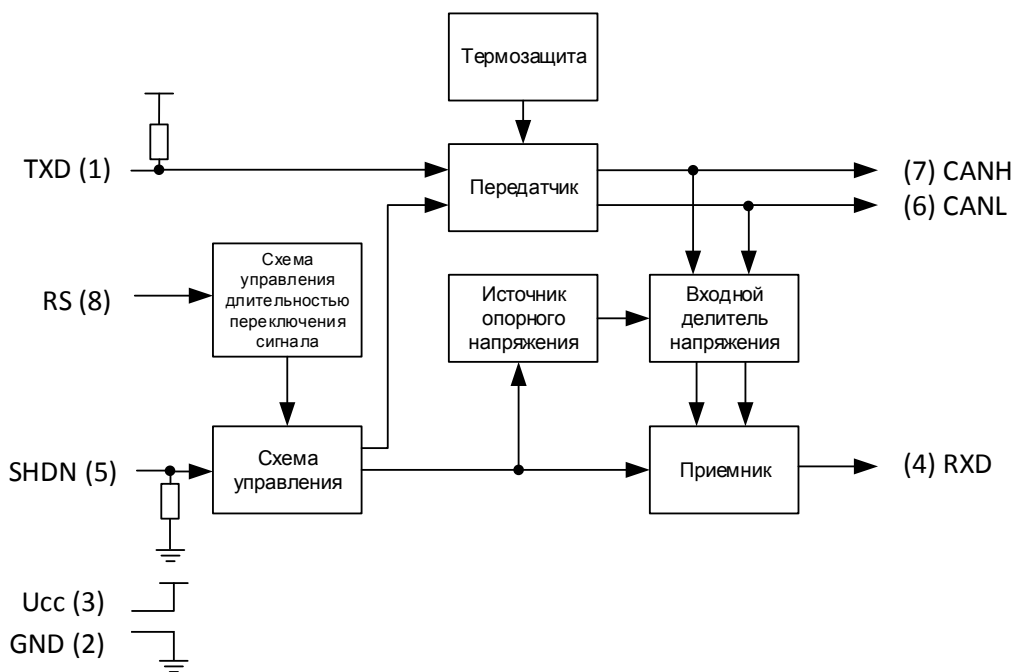 Термозащита
TXD (1)
Передатчик
(7) CANH
(6) CANL
RS (8)
Схема
управления
длительностью
переключения
сигнала
Источник
опорного
напряжения
Входной
делитель
напряжения
SHDN (5)
Схема
управления
Приемник
(4) RXD
Ucc (3)
GND (2)